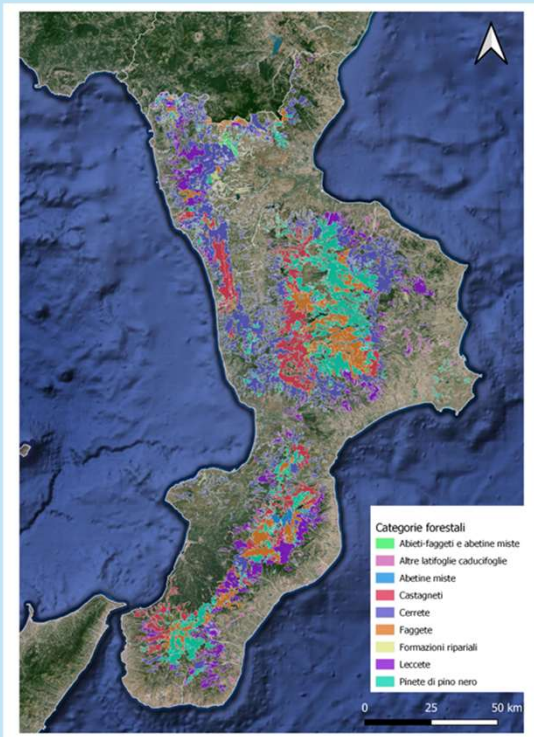 Categorie forestali
Abieti-faggeti e abetine miste
Altre latifoglie caducifoglie
Abetine miste
Castagneti
Cerrete
Faggete
Formazioni ripariali
Leccete
Pinete di pino nero
0 25 50 km